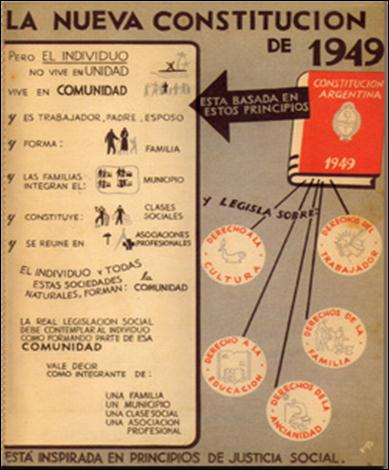 LA NUEVA CONSTITUCION
DE 1949
PERO EL INDIVIDUO
NO VIVE EN UNIDAD
VIVE EN COMUNIDAD
Y ES TRABAJADOR, PADRE, ESPOSO
Y FORMA: FAMILIA
Y LAS FAMILIAS
INTEGRAN EL: MUNICIPIO
Y CONSTITUYE: CLASES
SOCIALES
Y SE REUNE EN ASOCIACIONES
PROFESIONALES
EL INDIVIDUO Y TODAS
ESTAS SOCIEDADES
NATURALES, FORMAN: la COMUNIDAD
LA REAL LEGISLACION SOCIAL
DEBE CONTEMPLAR AL INDIVIDUO
COMO FORMANDO PARTE DE ESA
COMUNIDAD
VALE DECIR
COMO INTEGRANTE DE:
UNA FAMILIA
UN MUNICIPIO
UNA CLASE SOCIAL
UNA ASOCIACION
PROFESIONAL
ESTA BASADA EN
ESTOS PRINCIPIOS
CONSTITUCION
ARGENTINA
1949
Y LEGISLA SOBRE:
DERECHO A LA
CULTURA
DERECHOS DEL
TRABAJADOR
DERECHOS DE LA
FAMILIA
DERECHO A LA
EDUCACION
DERECHOS DE LA
ANCIANIDAD
ESTÁ INSPIRADA EN PRINCIPIOS DE JUSTICIA SOCIAL.